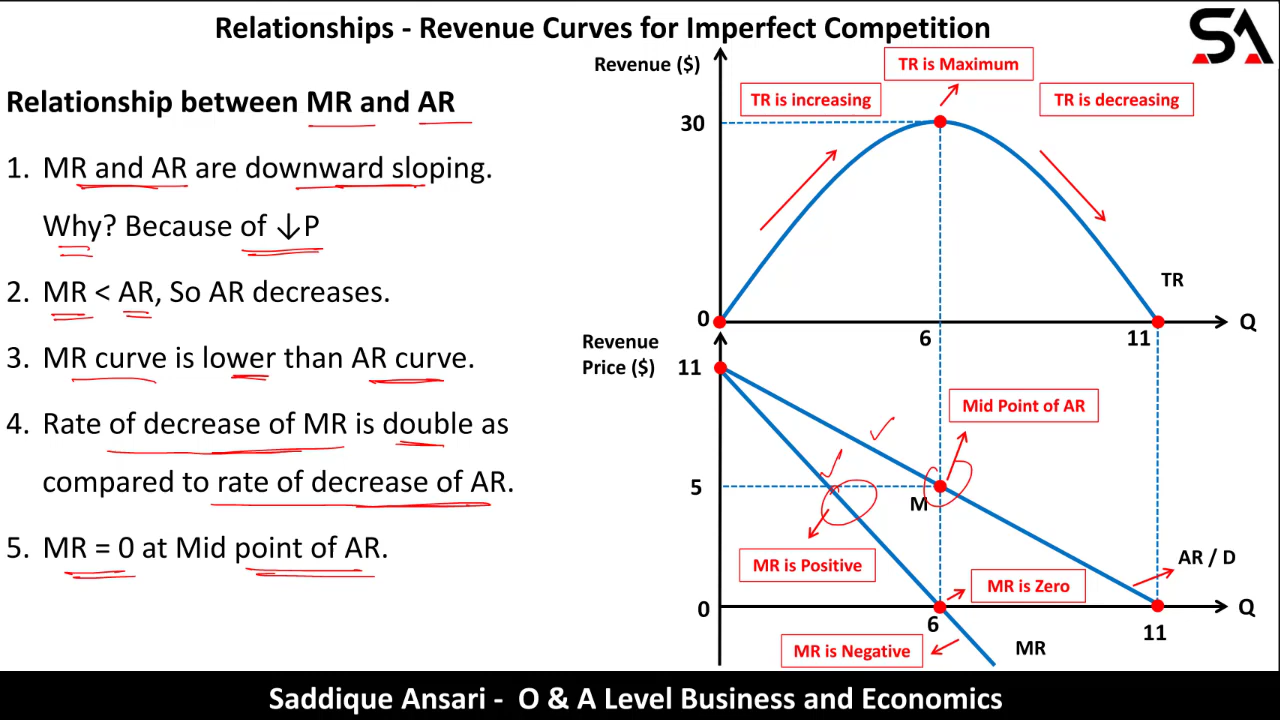 Relationships - Revenue Curves for Imperfect Competition
SA
Relationship between MR and AR
1. MR and AR are downward sloping.
Why? Because of ↓P
2. MR < AR, So AR decreases.
3. MR curve is lower than AR curve.
4. Rate of decrease of MR is double as
compared to rate of decrease of AR.
5. MR = 0 at Mid point of AR.
Revenue ($)
TR is Maximum
TR is increasing
TR is decreasing
30
TR
0
Q
6
11
Revenue
Price ($)
11
Mid Point of AR
5
M
AR / D
MR is Positive
MR is Zero
0
Q
6
11
MR is Negative
MR
Saddique Ansari - O & A Level Business and Economics